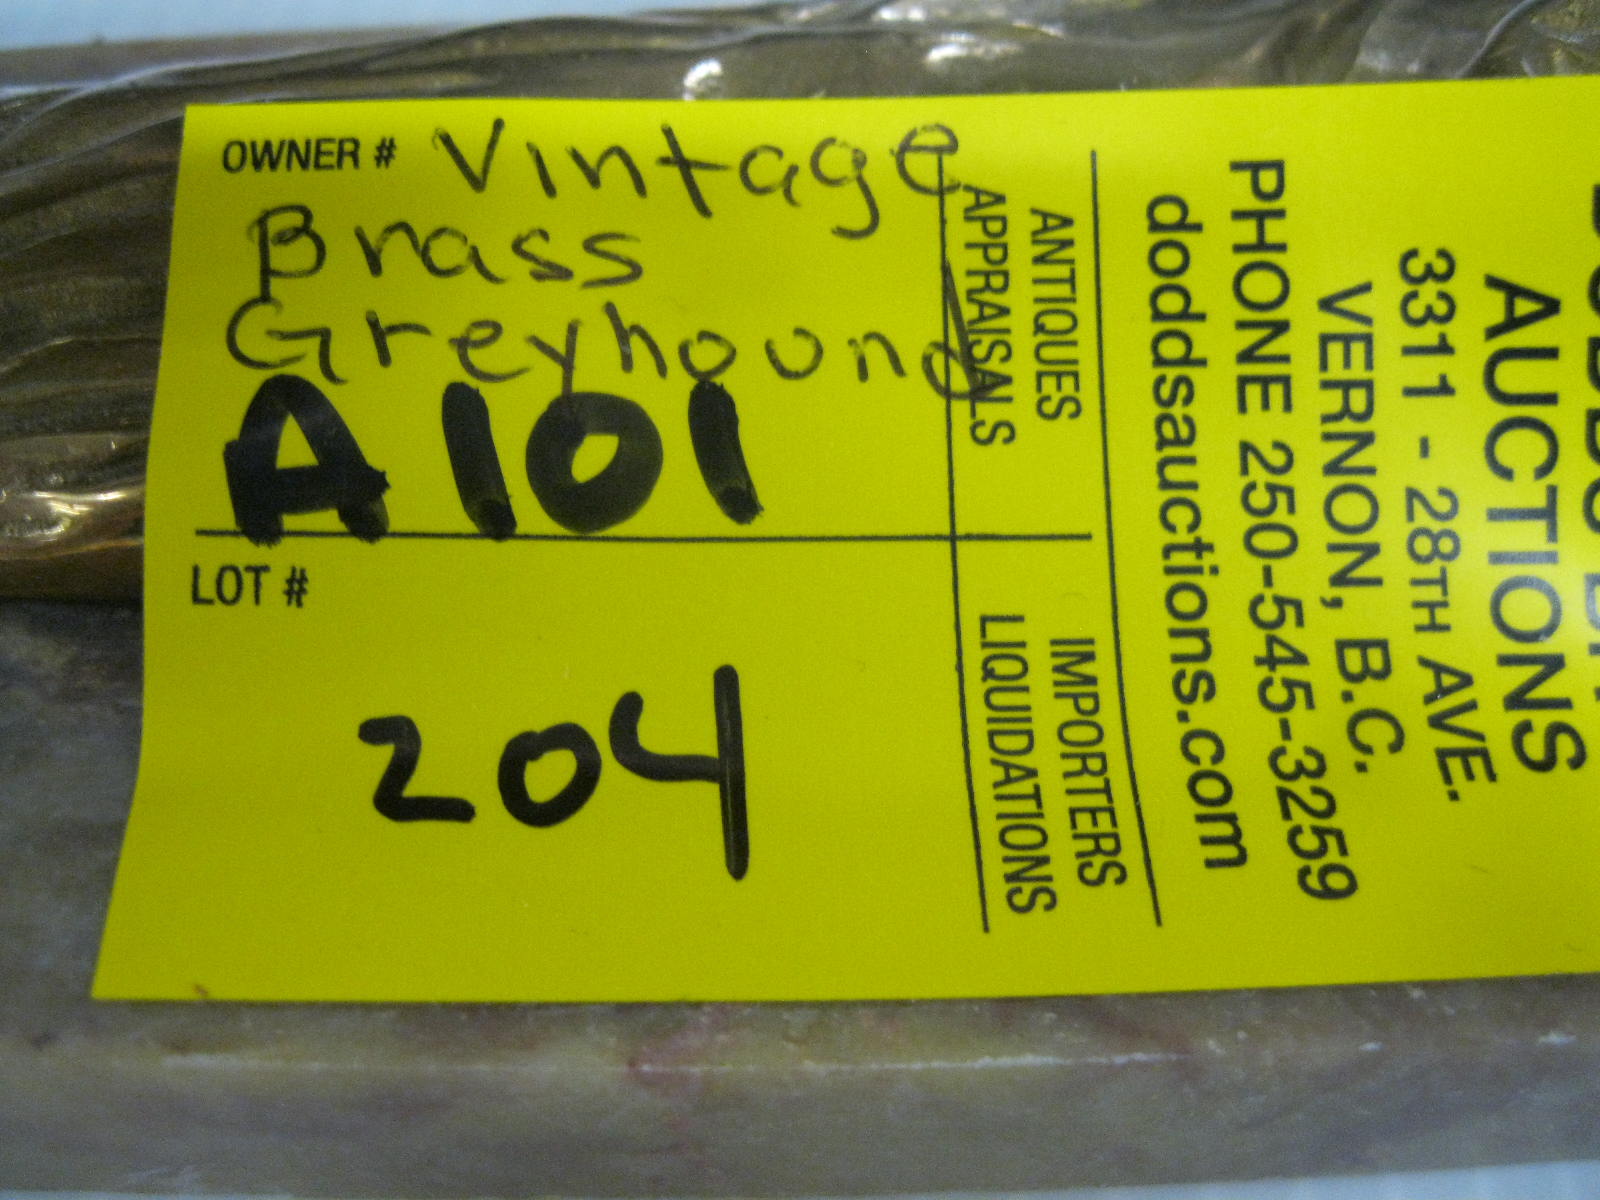 OWNER # Vintage
Brass
Greyhound
A101
LOT #
204
ANTIQUES
APPRAISALS
IMPORTERS
LIQUIDATIONS
AUCTIONS
3311 - 28TH AVE.
VERNON, B.C.
PHONE 250-545-3259
doddsauctions.com